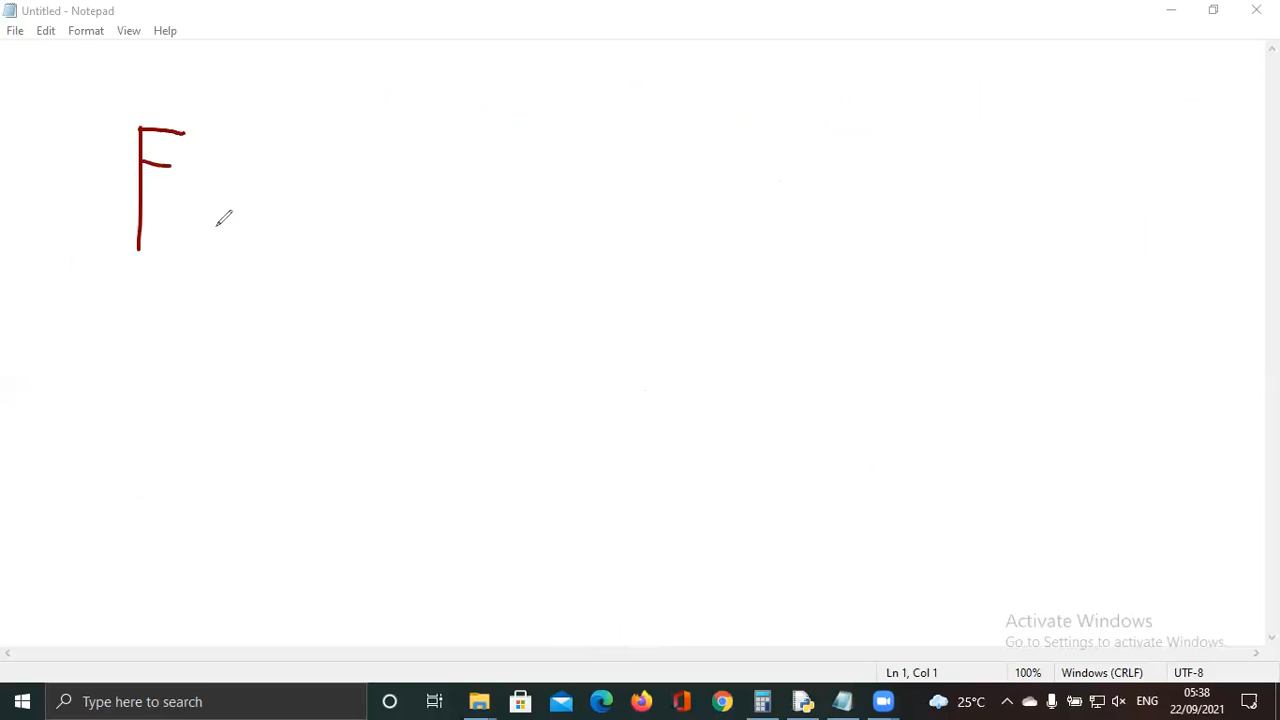 Untitled - Notepad
File Edit Format View Help
F
Activate Windows
Go to Settings to activate Windows.
Ln 1, Col 1 100% Windows (CRLF) UTF-8
Type here to search 25°C ENG 05:38
22/09/2021